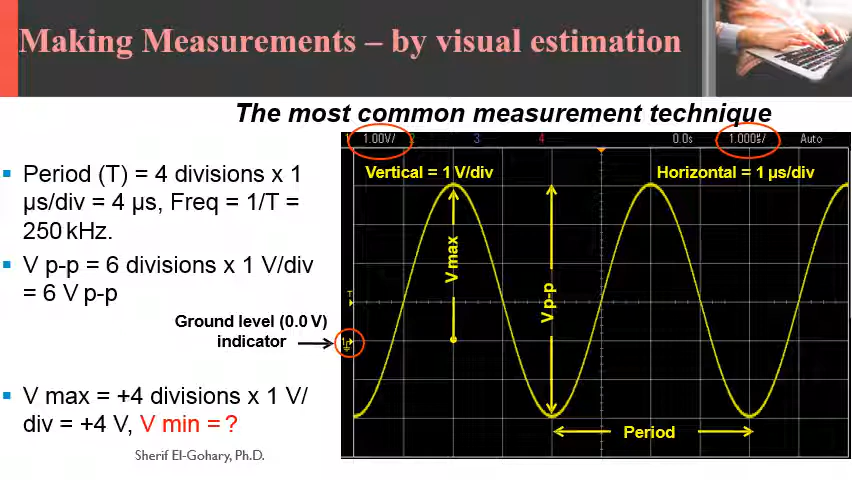 Making Measurements – by visual estimation
The most common measurement technique
1.00V/ 2 3 4 0.0s 1.000µs/ Auto
Vertical = 1 V/div
Horizontal = 1 µs/div
Period (T) = 4 divisions x 1
µs/div = 4 µs, Freq = 1/T =
250 kHz.
V p-p = 6 divisions x 1 V/div
= 6 V p-p
Ground level (0.0 V)
indicator
V max = +4 divisions x 1 V/
div = +4 V, V min = ?
V max
V p-p
T
Period
Sherif El-Gohary, Ph.D.